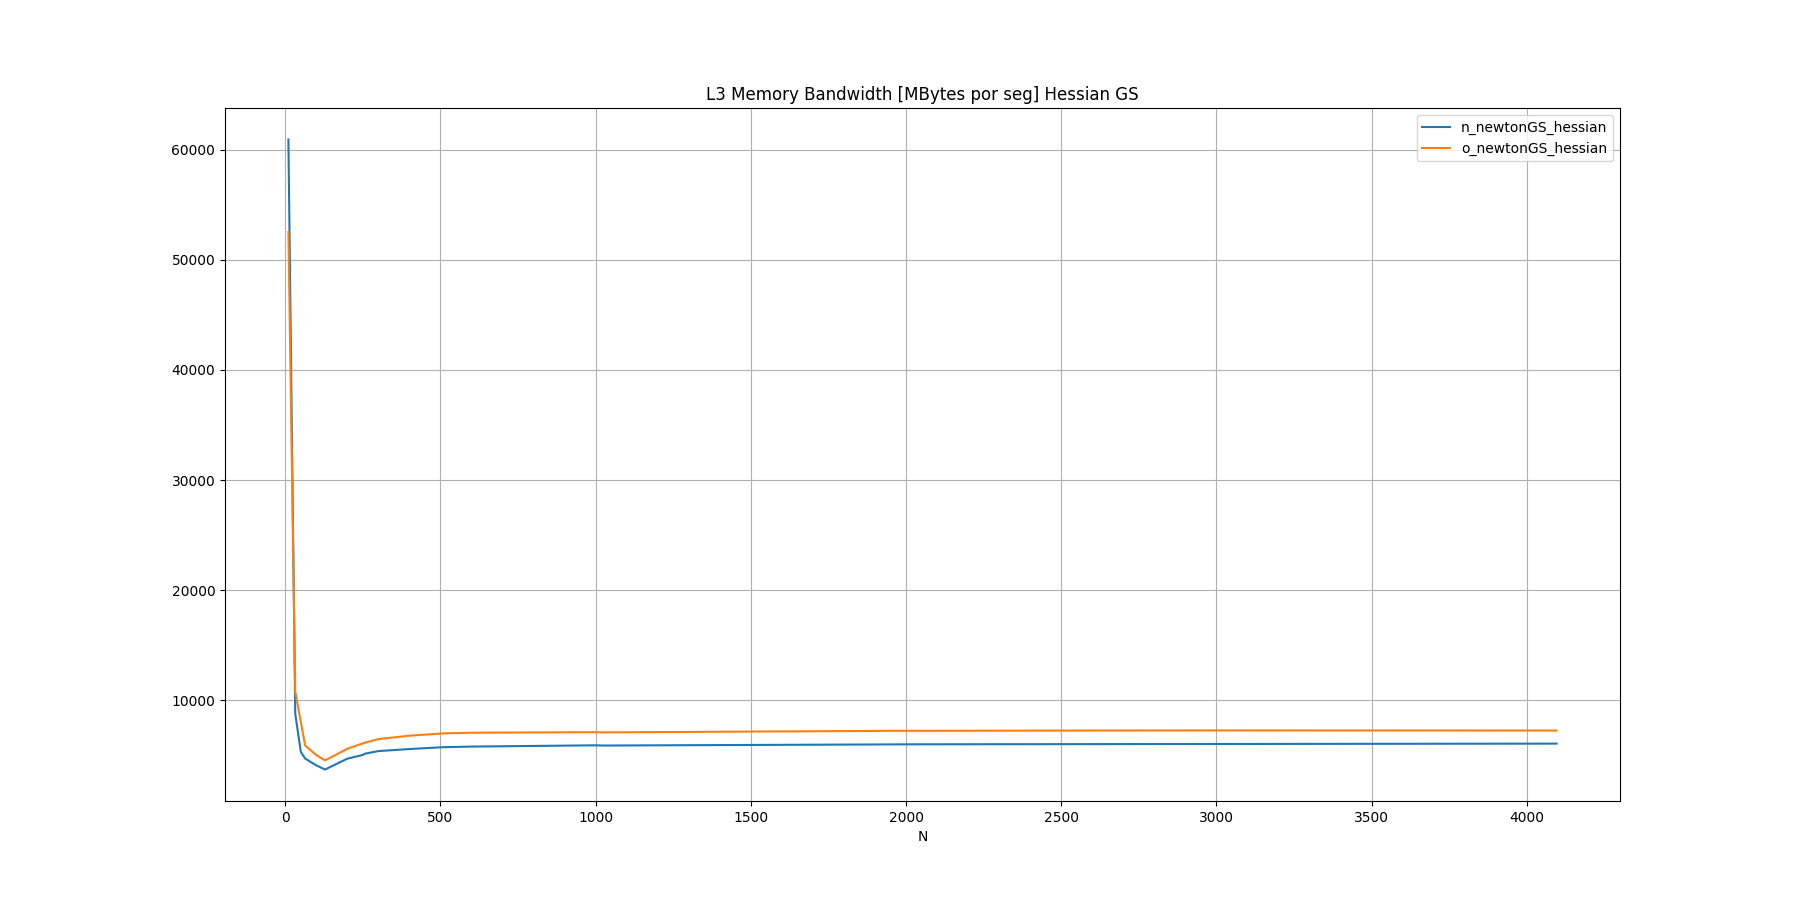 L3 Memory Bandwidth [MBytes por seg] Hessian GS
n_newtonGS_hessian
o_newtonGS_hessian
60000
50000
40000
30000
20000
10000
0 500 1000 1500 2000 2500 3000 3500 4000
N